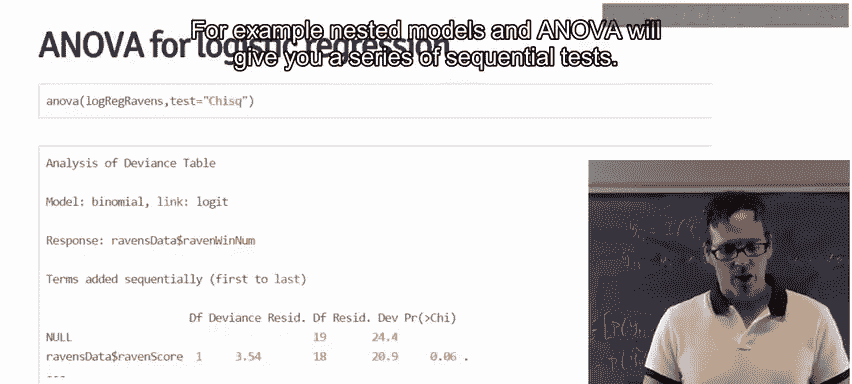 For example nested models and ANOVA will
give you a series of sequential tests.
ANOVA for logistic regression
anova(logRegRavens,test="Chisq")
Analysis of Deviance Table
Model: binomial, link: logit
Response: ravensData$ravenWinNum
Terms added sequentially (first to last)
Df Deviance Resid. Df Resid. Dev Pr(>Chi)
NULL 19 24.4
ravensData$ravenScore 1 3.54 18 20.9 0.06 .
---